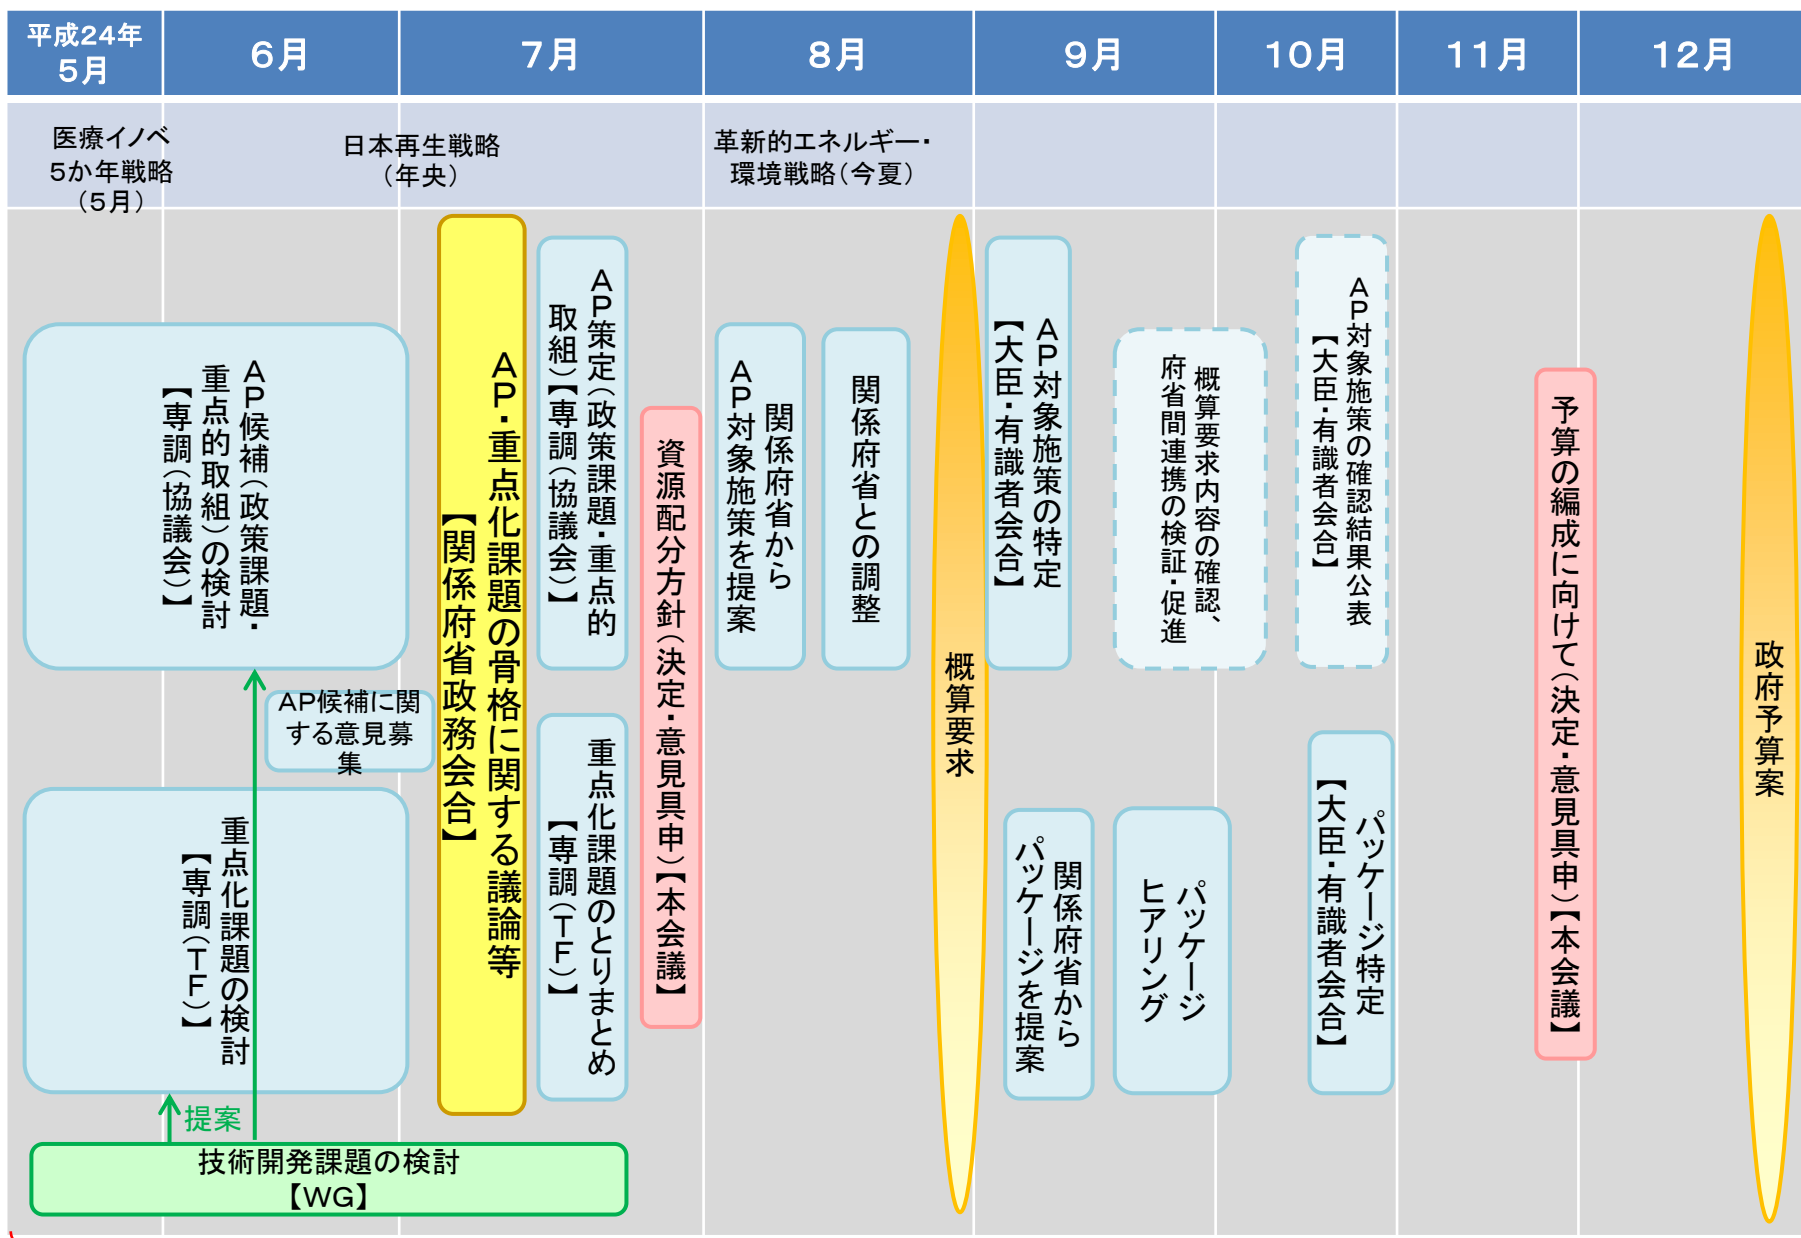 平成24年
5月
6月
7月
8月
9月
10月
11月
12月
医療イノベ
5か年戦略
（5月）
日本再生戦略
（年央）
革新的エネルギー・
環境戦略（今夏）
ＡＰ候補（政策課題・
重点的取組）の検討
【専調（協議会）】
AP候補に関
する意見募
集
重点化課題の検討
【専調（ＴＦ）】
提案
技術開発課題の検討
【WG】
ＡＰ・重点化課題の骨格に関する議論等
【関係府省政務会合】
ＡＰ策定（政策課題・重点的
取組）【専調（協議会）】
重点化課題のとりまとめ
【専調（ＴＦ）】
資源配分方針（決定・意見具申）【本会議】
関係府省から
ＡＰ対象施策を提案
関係府省との調整
概算要求
ＡＰ対象施策の特定
【大臣・有識者会合】
関係府省から
パッケージを提案
概算要求内容の確認、
府省間連携の検証・促進
パッケージ
ヒアリング
ＡＰ対象施策の確認結果公表
【大臣・有識者会合】
パッケージ特定
【大臣・有識者会合】
予算の編成に向けて（決定・意見具申）【本会議】
政府予算案